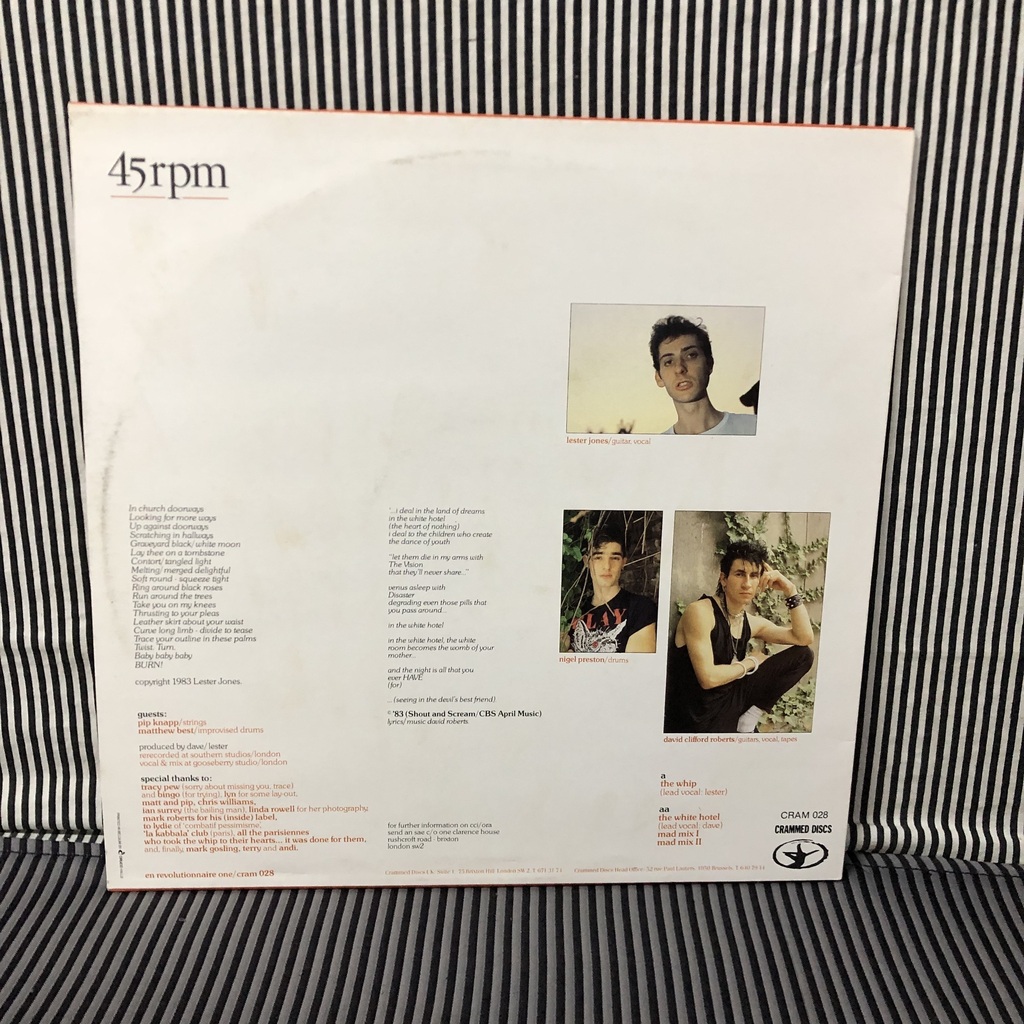 45rpm
lester jones/guitar, vocal
In church doorways
Looking for more ways
Up against doorways
Scratching in hallways
Graveyard black/white moon
Lay thee on a tombstone
Contort/tangled light
Melting/merged delightful
Soft round - squeeze tight
Ring around black roses
Run around the trees
Take you on my knees
Thrusting to your pleas
Leather skirt about your waist
Curve long limb - divide to tease
Trace your outline in these palms
Twist. Turn.
Baby baby baby
BURN!
copyright 1983 Lester Jones.
guests:
pip knapp/strings
matthew best/improvised drums
produced by dave/lester
rerecorded at southern studios/london
vocal & mix at gooseberry studio/london
special thanks to:
tracy pew (sorry about missing you, trace)
and bingo (for trying), lyn for some lay-out,
matt and pip, chris williams,
ian surrey (the bailing man), linda rowell for her photography
mark roberts for his (inside) label,
to lydie of 'combatif pessimisme',
'la kabbala' club (paris), all the parisiennes
who took the whip to their hearts... it was done for them,
and, finally, mark gosling, terry and andi.
en revolutionnaire one/cram 028
'...i deal in the land of dreams
in the white hotel
(the heart of nothing)
i deal to the children who create
the dance of youth
"let them die in my arms with
The Vision
that they'll never share..."
venus asleep with
Disaster
degrading even those pills that
you pass around...
in the white hotel
in the white hotel, the white
room becomes the womb of your
mother...
and the night is all that you
ever HAVE
(for)
... (seeing in the devil's best friend)
© '83 (Shout and Scream/CBS April Music)
lyrics/music david roberts.
for further information on cci/ora
send an sae c/o one clarence house
rushcroft road - brixton
london sw2
nigel preston/drums
david clifford roberts/guitars, vocal, tapes
a
the whip
(lead vocal: lester)
aa
the white hotel
(lead vocal: dave)
mad mix I
mad mix II
CRAM 028
CRAMMED DISCS